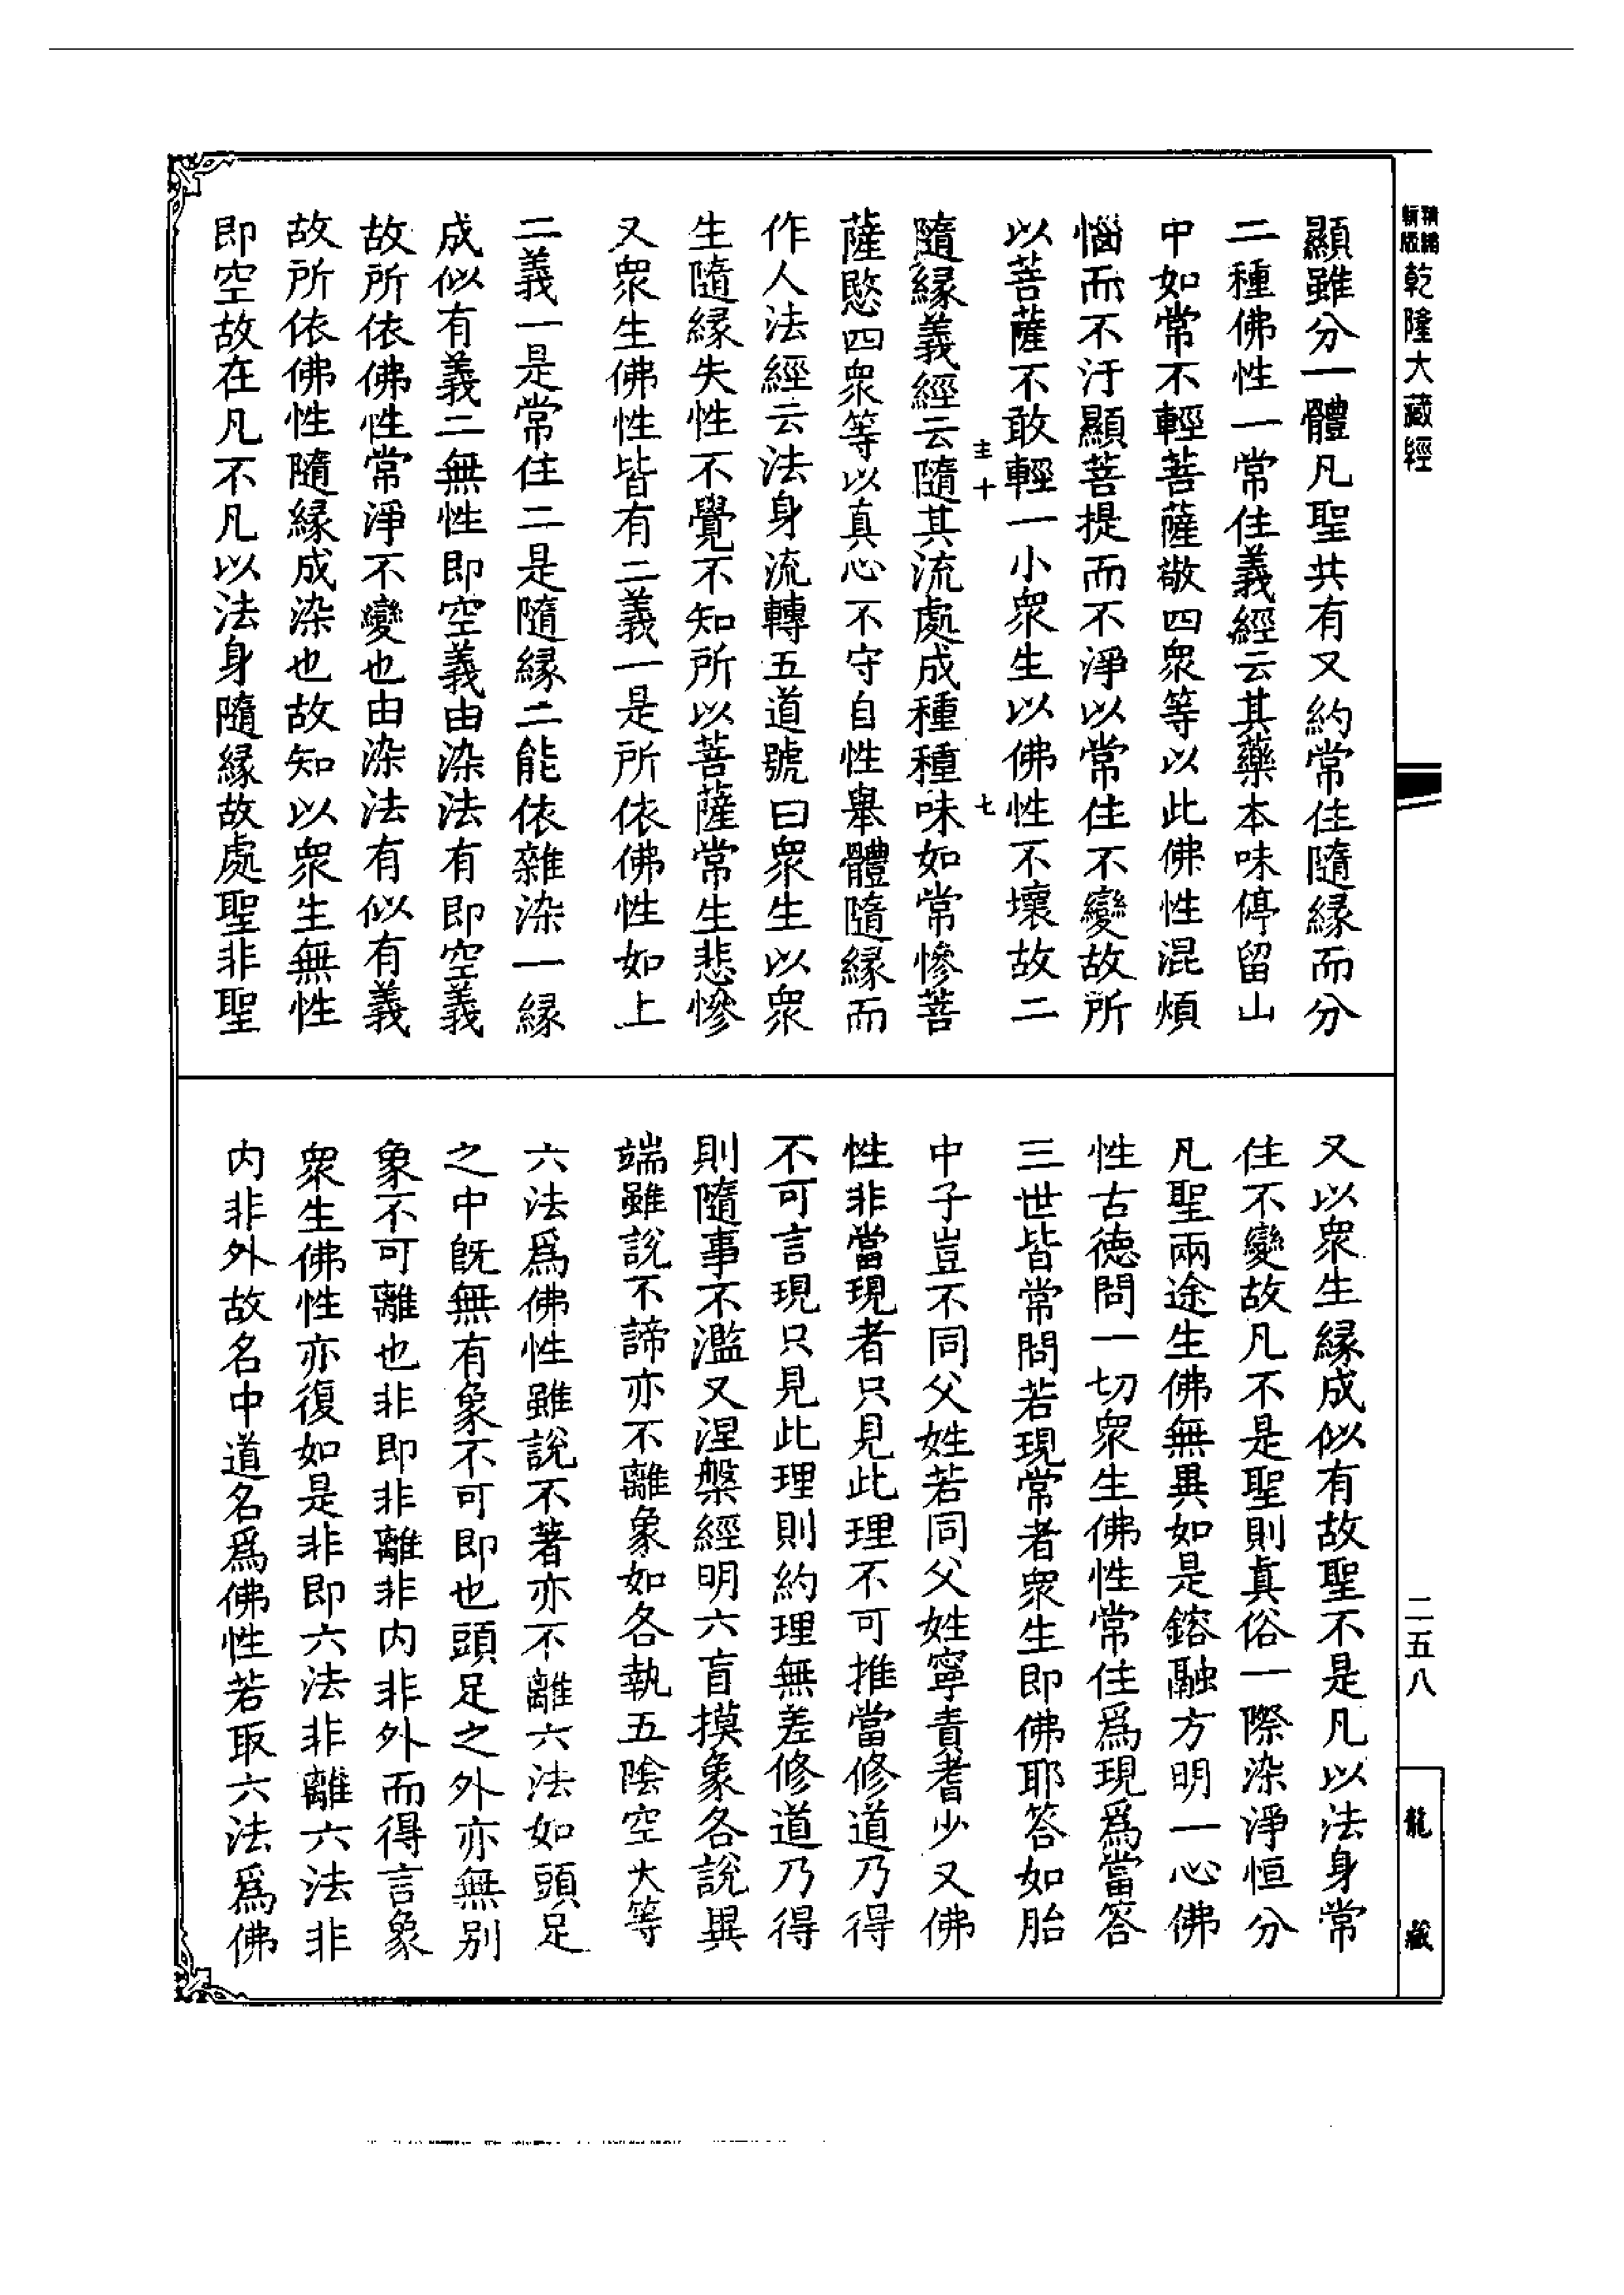 精編新版乾隆大藏經
顯雖分一體凡聖共有又約常住隨緣而分
二種佛性一常住義經云其藥本味停留山
中如常不輕菩薩敬四衆等以此佛性混煩
惱而不汙顯菩提而不淨以常住不變故所
以菩薩不敢輕一小衆生以佛性不壞故二
主十 七
隨緣義經云隨其流處成種種味如常慘菩
薩愍四衆等以真心不守自性舉體隨緣而
作人法經云法身流轉五道號曰衆生以衆
生隨緣失性不覺不知所以菩薩常生悲慘
又衆生佛性皆有二義一是所依佛性如上
二義一是常住二是隨緣二能依雜染一緣
成似有義二無性即空義由染法有即空義
故所依佛性常淨不變也由染法有似有義
故所依佛性隨緣成染也故知以衆生無性
即空故在凡不凡以法身隨緣故處聖非聖
又以衆生緣成似有故聖不是凡以法身常
住不變故凡不是聖則真俗一際染淨恒分
凡聖兩途生佛無異如是鎔融方明一心佛
性古德問一切衆生佛性常住爲現爲當答
三世皆常問若現常者衆生即佛耶答如胎
中子豈不同父姓若同父姓寧責耆少又佛
性非當現者只見此理不可推當修道乃得
不可言現只見此理則約理無差修道乃得
則隨事不濫又涅槃經明六盲摸象各說異
端雖說不諦亦不離象如各執五陰空大等
六法爲佛性雖說不著亦不離六法如頭足
之中旣無有象不可即也頭足之外亦無別
象不可離也非即非離非内非外而得言象
衆生佛性亦復如是非即六法非離六法非
内非外故名中道名爲佛性若取六法爲佛
二五八
龍藏